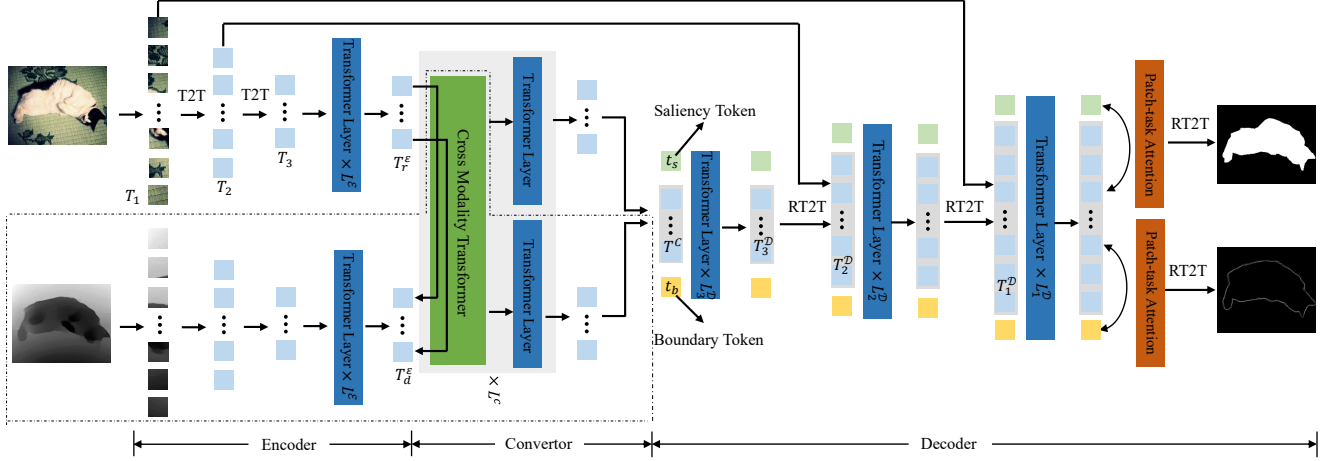 T2T
T2T
Transformer Layer × L^ℰ
T_1
T_2
T_3
T_r^ℰ
Cross Modality Transformer
Transformer Layer
Transformer Layer × L^ℰ
T_d^ℰ
Transformer Layer
× L^C
Saliency Token
t_s
T^C
t_b
Boundary Token
Transformer Layer × L_3^𝒟
T_3^𝒟
RT2T
T_2^𝒟
Transformer Layer × L_2^𝒟
RT2T
T_1^𝒟
Transformer Layer × L_1^𝒟
Patch-task Attention
RT2T
Patch-task Attention
RT2T
Encoder
Convertor
Decoder